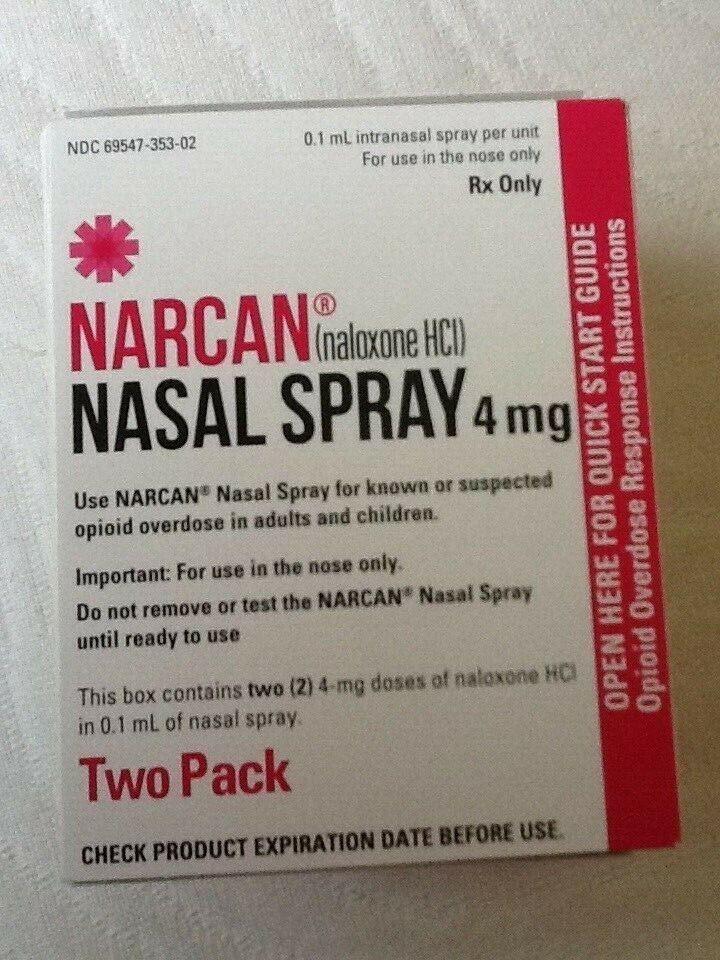 NDC 69547-353-02
0.1 mL intranasal spray per unit
For use in the nose only
Rx Only
NARCAN® (naloxone HCl)
NASAL SPRAY 4 mg
Use NARCAN® Nasal Spray for known or suspected
opioid overdose in adults and children.
Important: For use in the nose only.
Do not remove or test the NARCAN® Nasal Spray
until ready to use
This box contains two (2) 4-mg doses of naloxone HCl
in 0.1 mL of nasal spray.
Two Pack
CHECK PRODUCT EXPIRATION DATE BEFORE USE.
OPEN HERE FOR QUICK START GUIDE
Opioid Overdose Response Instructions